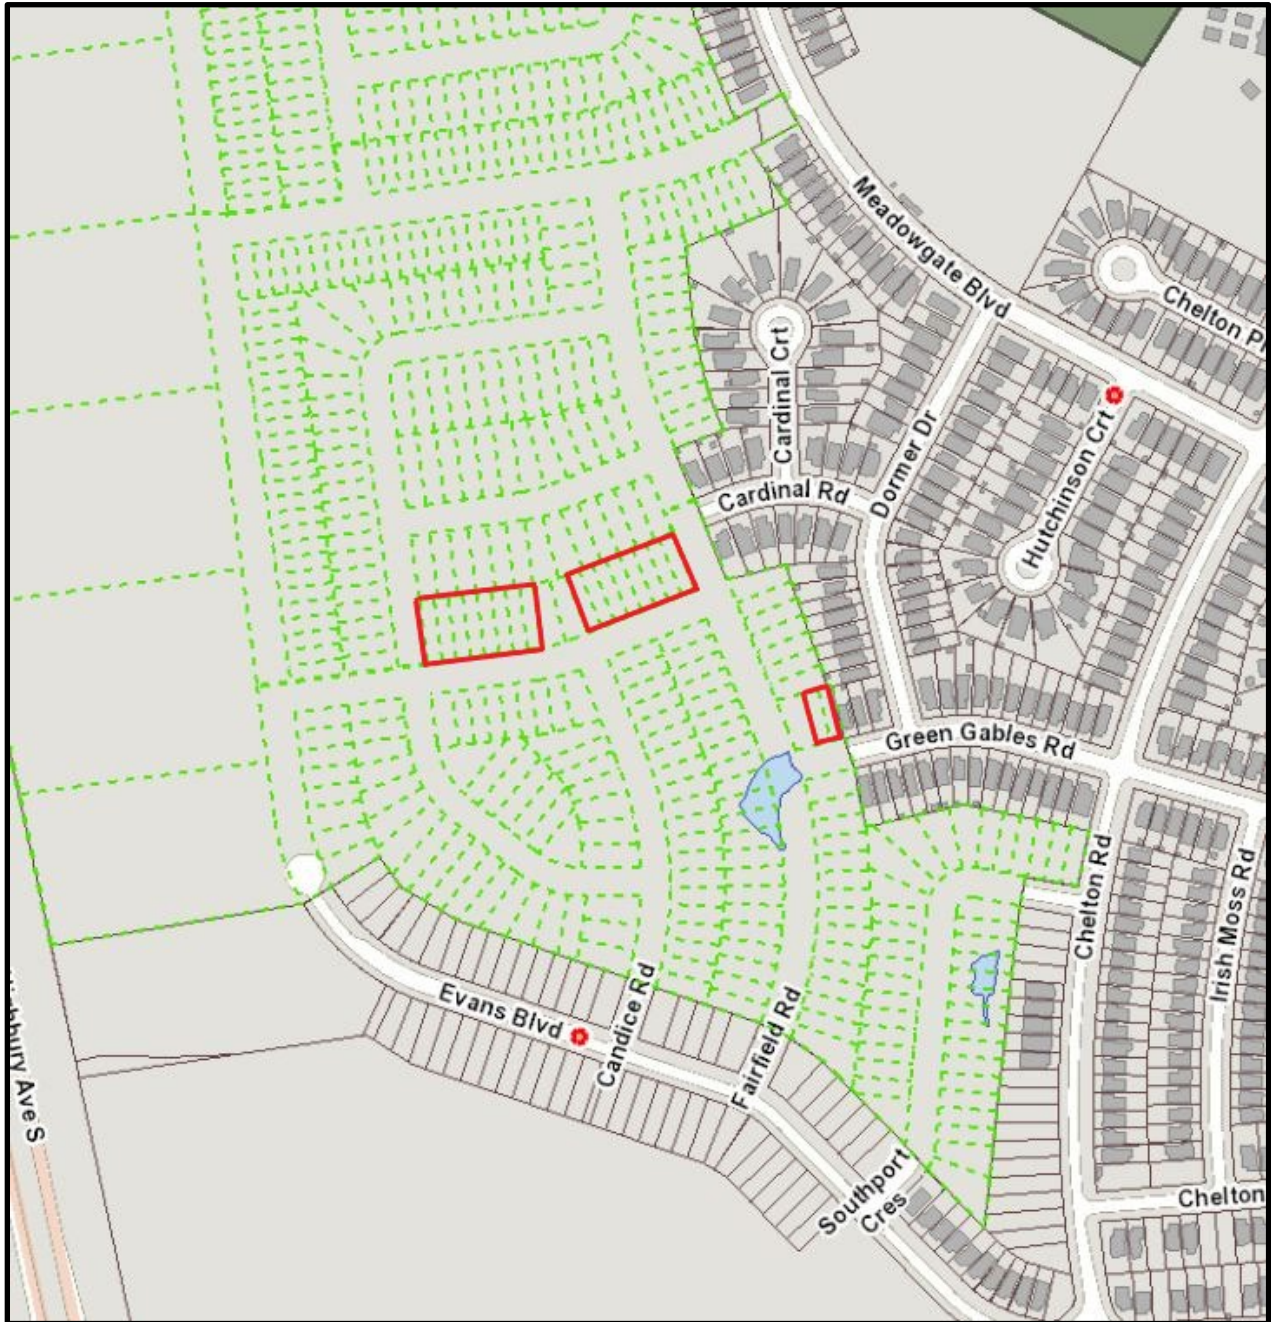 Meadowgate Blvd
Chelton Pl
Cardinal Crt
Hutchinson Crt
Dormer Dr
Cardinal Rd
Green Gables Rd
Chelton Rd
Irish Moss Rd
Evans Blvd
Candice Rd
Fairfield Rd
Ave S
Southport
Cres
Chelton